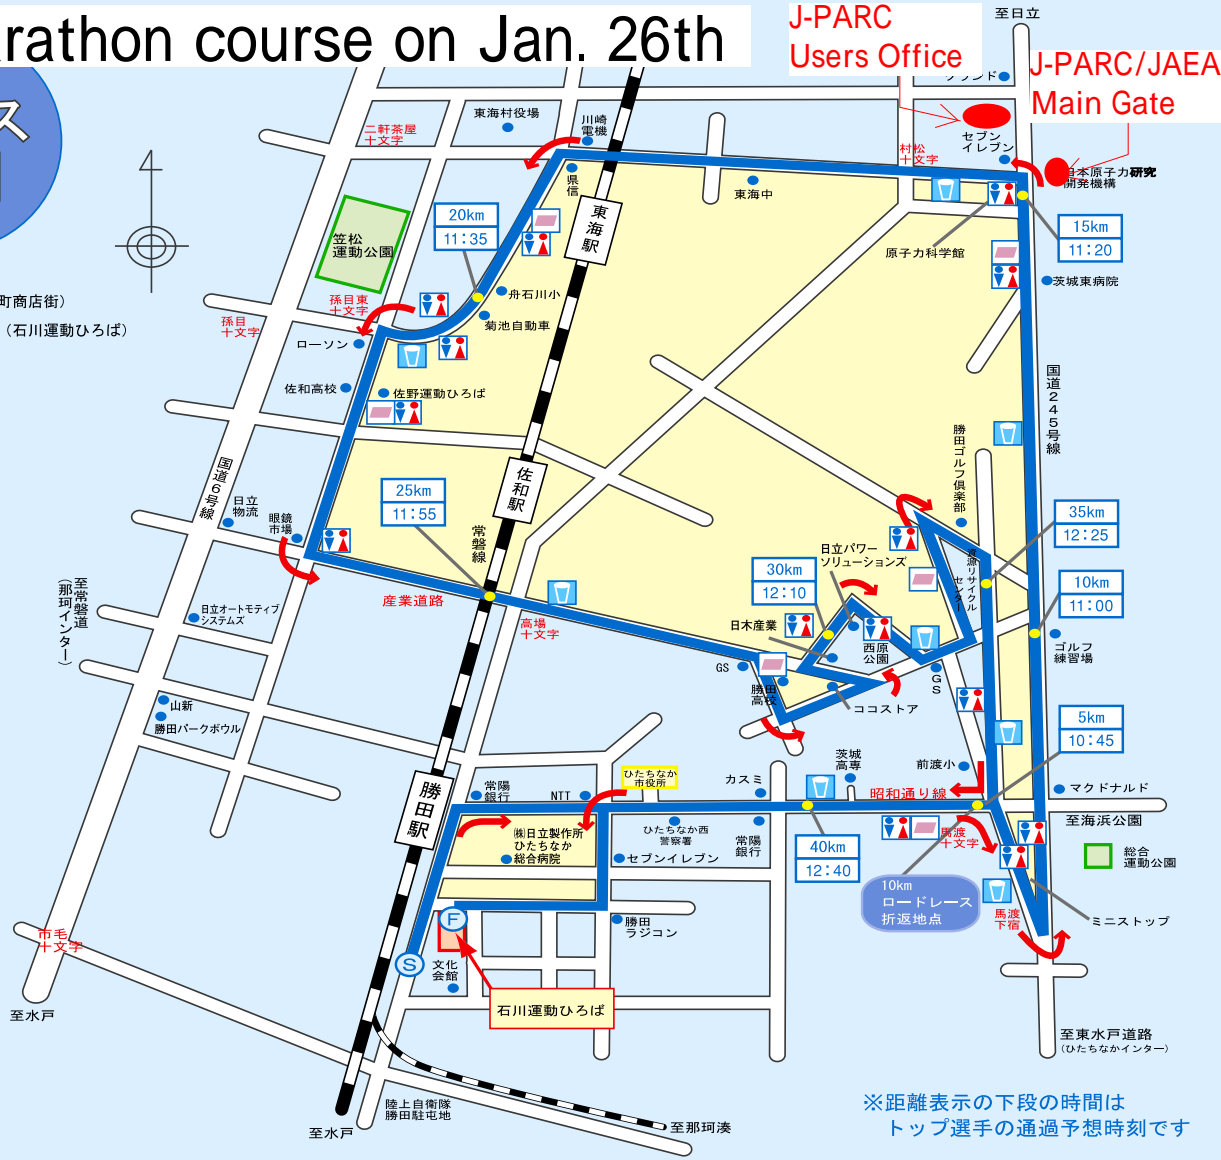 rathon course on Jan. 26th
J-PARC
Users Office
至日立
J-PARC/JAEA
Main Gate
ス
町商店街）
（石川運動ひろば）
二軒茶屋
十文字
東海村役場
川崎
電機
県信
東海駅
東海中
村松
十文字
セブン
イレブン
日本原子力研究
開発機構
原子力科学館
15km
11:20
茨城東病院
20km
11:35
笠松
運動公園
孫目東
十文字
孫目
十文字
ローソン
舟石川小
菊池自動車
佐和高校
佐野運動ひろば
国道245号線
勝田ゴルフ倶楽部
国道6号線
日立
物流
眼鏡
市場
25km
11:55
常磐線
佐和駅
35km
12:25
資源リサイクル
センター
日立パワー
ソリューションズ
30km
12:10
10km
11:00
至常磐道
（那珂インター）
日立オートモティブ
システムズ
産業道路
高場
十文字
日木産業
西原
公園
ゴルフ
練習場
GS
GS
勝田
高校
ココストア
山新
勝田パークボウル
5km
10:45
勝田駅
常陽
銀行
NTT
ひたちなか
市役所
カスミ
茨城
高専
前渡小
昭和通り線
マクドナルド
至海浜公園
㈱日立製作所
ひたちなか
総合病院
ひたちなか西
警察署
常陽
銀行
セブンイレブン
40km
12:40
馬渡
十文字
総合
運動公園
10km
ロードレース
折返地点
馬渡
下宿
ミニストップ
市毛
十文字
F
S
勝田
ラジコン
文化
会館
石川運動ひろば
至水戸
至東水戸道路
（ひたちなかインター）
陸上自衛隊
勝田駐屯地
至水戸
至那珂湊
※距離表示の下段の時間は
トップ選手の通過予想時刻です